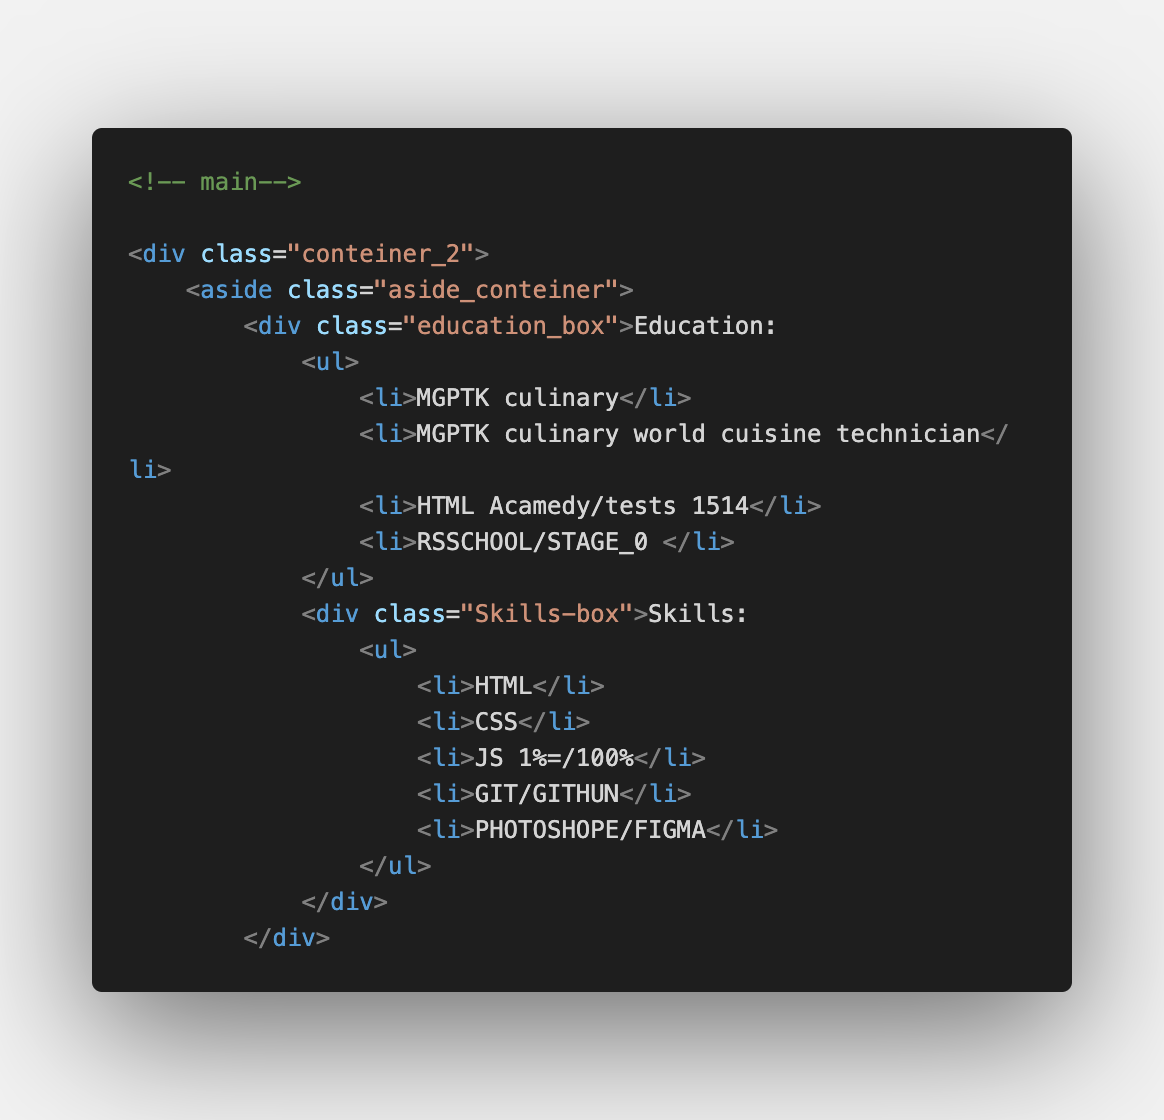 <!-- main-->

<div class="conteiner_2">
    <aside class="aside_conteiner">
        <div class="education_box">Education:
            <ul>
                <li>MGPTK culinary</li>
                <li>MGPTK culinary world cuisine technician</
li>
                <li>HTML Acamedy/tests 1514</li>
                <li>RSSCHOOL/STAGE_0 </li>
            </ul>
            <div class="Skills-box">Skills:
                <ul>
                    <li>HTML</li>
                    <li>CSS</li>
                    <li>JS 1%=/100%</li>
                    <li>GIT/GITHUN</li>
                    <li>PHOTOSHOPE/FIGMA</li>
                </ul>
            </div>
        </div>